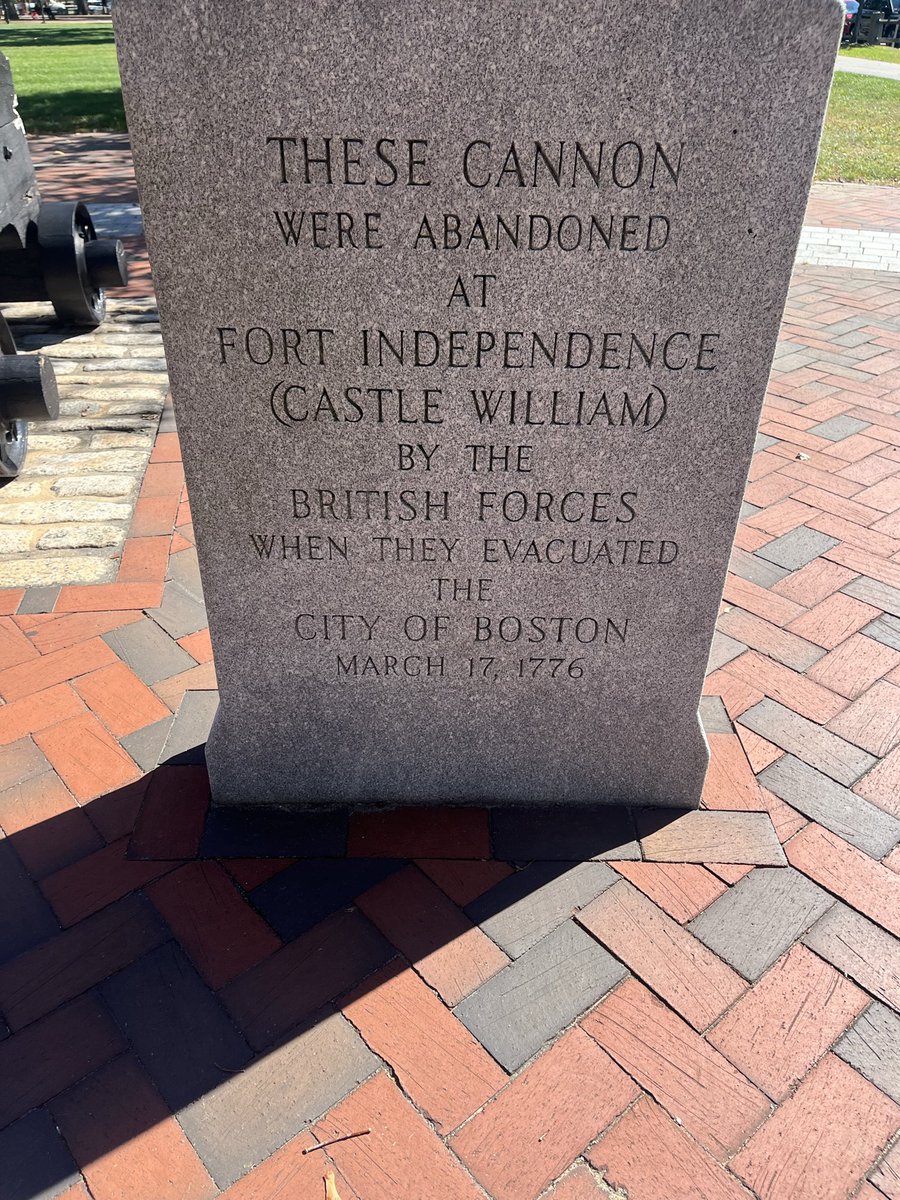 THESE CANNON
WERE ABANDONED
AT
FORT INDEPENDENCE
(CASTLE WILLIAM)
BY THE
BRITISH FORCES
WHEN THEY EVACUATED
THE
CITY OF BOSTON
MARCH 17, 1776